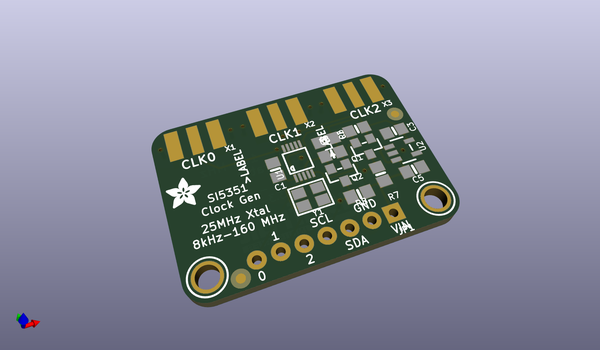 CLK0
X1
CLK1
X2
CLK2
X3
>LABEL
C1
SI5351
Clock Gen
25MHz Xtal
8kHz-160 MHz
C3
C5
R7
0
1
2
SCL
SDA
GND
VIN